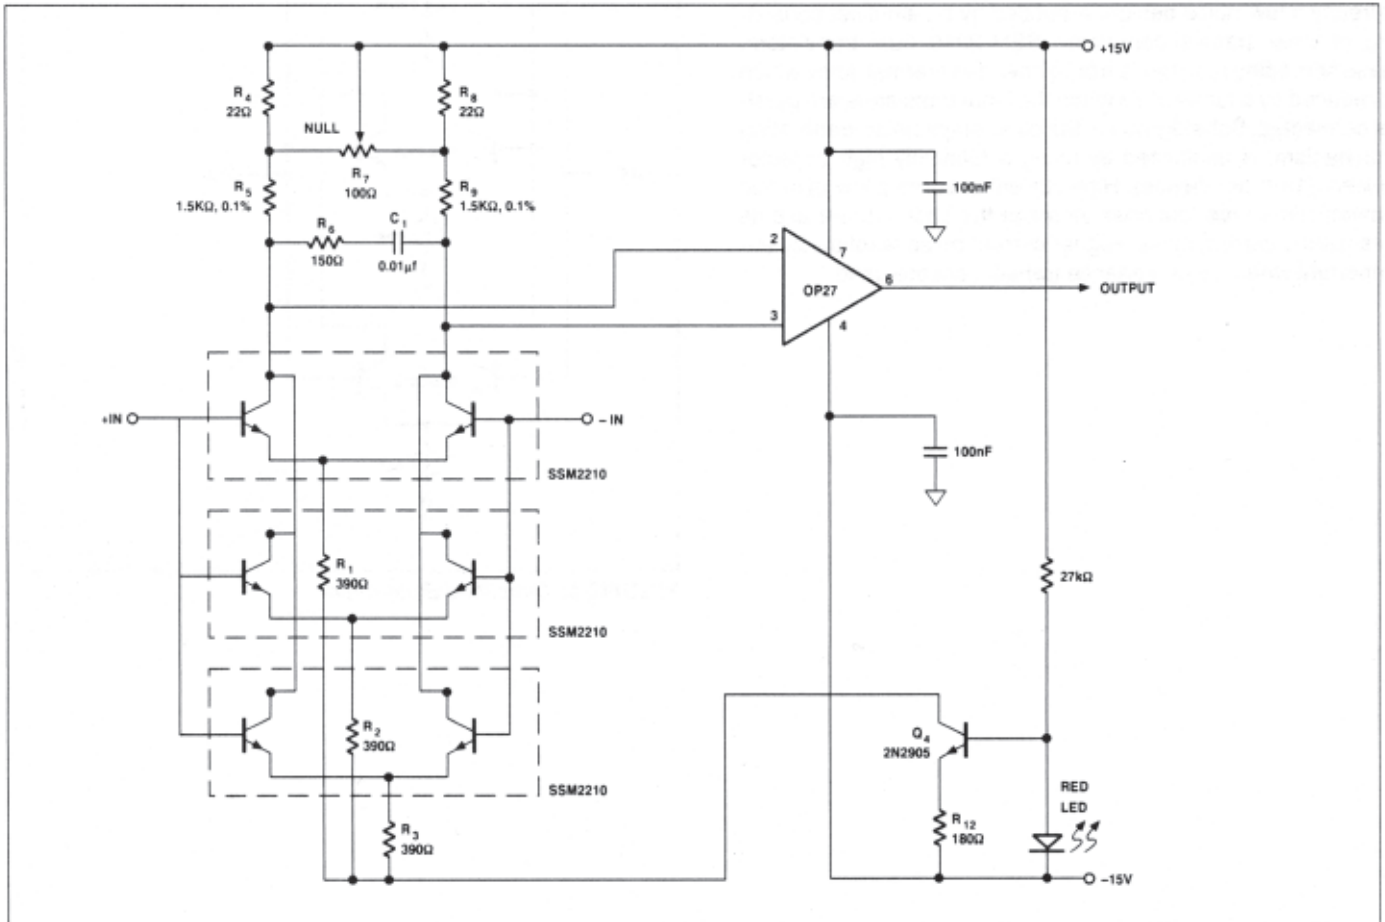 +15V
R4
22Ω
R8
22Ω
NULL
R7
100Ω
R5
1.5KΩ, 0.1%
R9
1.5KΩ, 0.1%
100nF
R6
150Ω
C1
0.01µf
2
7
OP27
6
OUTPUT
3
4
+IN
– IN
SSM2210
100nF
R1
390Ω
27kΩ
SSM2210
R2
390Ω
Q4
2N2905
SSM2210
RED
LED
R3
390Ω
R12
180Ω
–15V